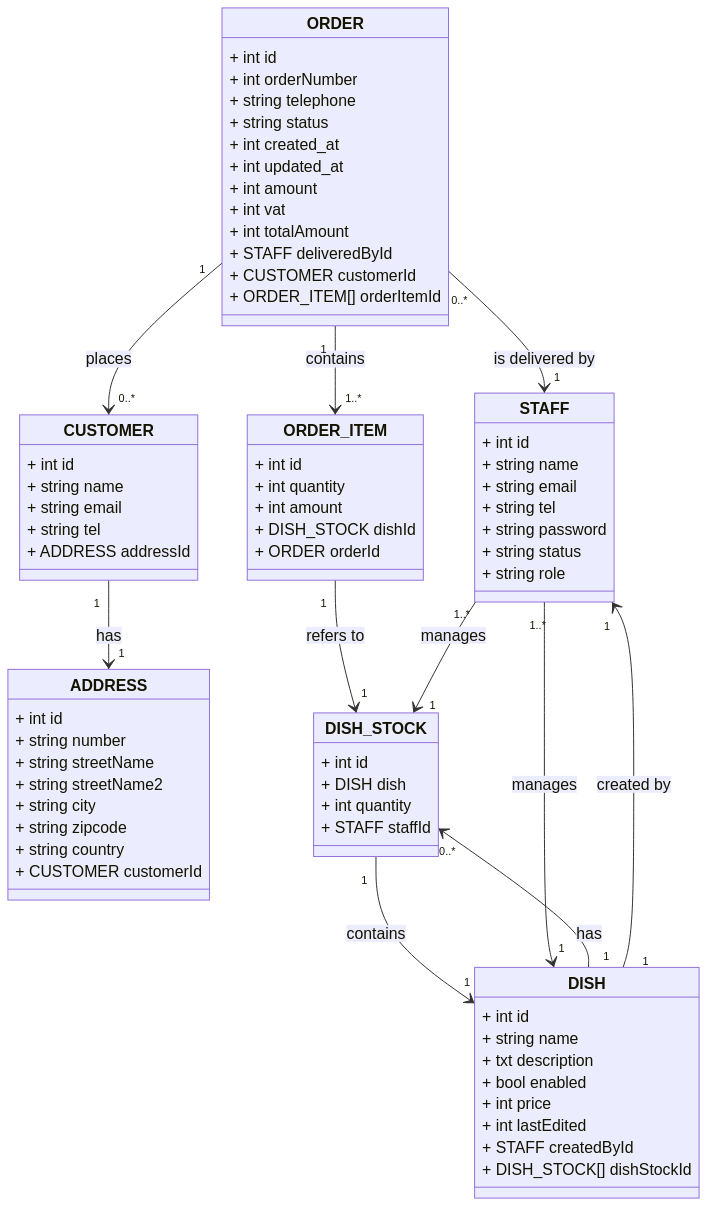 ORDER
+ int id
+ int orderNumber
+ string telephone
+ string status
+ int created_at
+ int updated_at
+ int amount
+ int vat
+ int totalAmount
+ STAFF deliveredById
+ CUSTOMER customerId
+ ORDER_ITEM[] orderItemId
1
0..*
1
places
contains
is delivered by
0..*
1..*
1
CUSTOMER
+ int id
+ string name
+ string email
+ string tel
+ ADDRESS addressId
ORDER_ITEM
+ int id
+ int quantity
+ int amount
+ DISH_STOCK dishId
+ ORDER orderId
STAFF
+ int id
+ string name
+ string email
+ string tel
+ string password
+ string status
+ string role
1
has
1
1
refers to
1
1..*
manages
1
1..*
manages
1
1
created by
1
ADDRESS
+ int id
+ string number
+ string streetName
+ string streetName2
+ string city
+ string zipcode
+ string country
+ CUSTOMER customerId
DISH_STOCK
+ int id
+ DISH dish
+ int quantity
+ STAFF staffId
0..*
1
contains
1
has
1
DISH
+ int id
+ string name
+ txt description
+ bool enabled
+ int price
+ int lastEdited
+ STAFF createdById
+ DISH_STOCK[] dishStockId